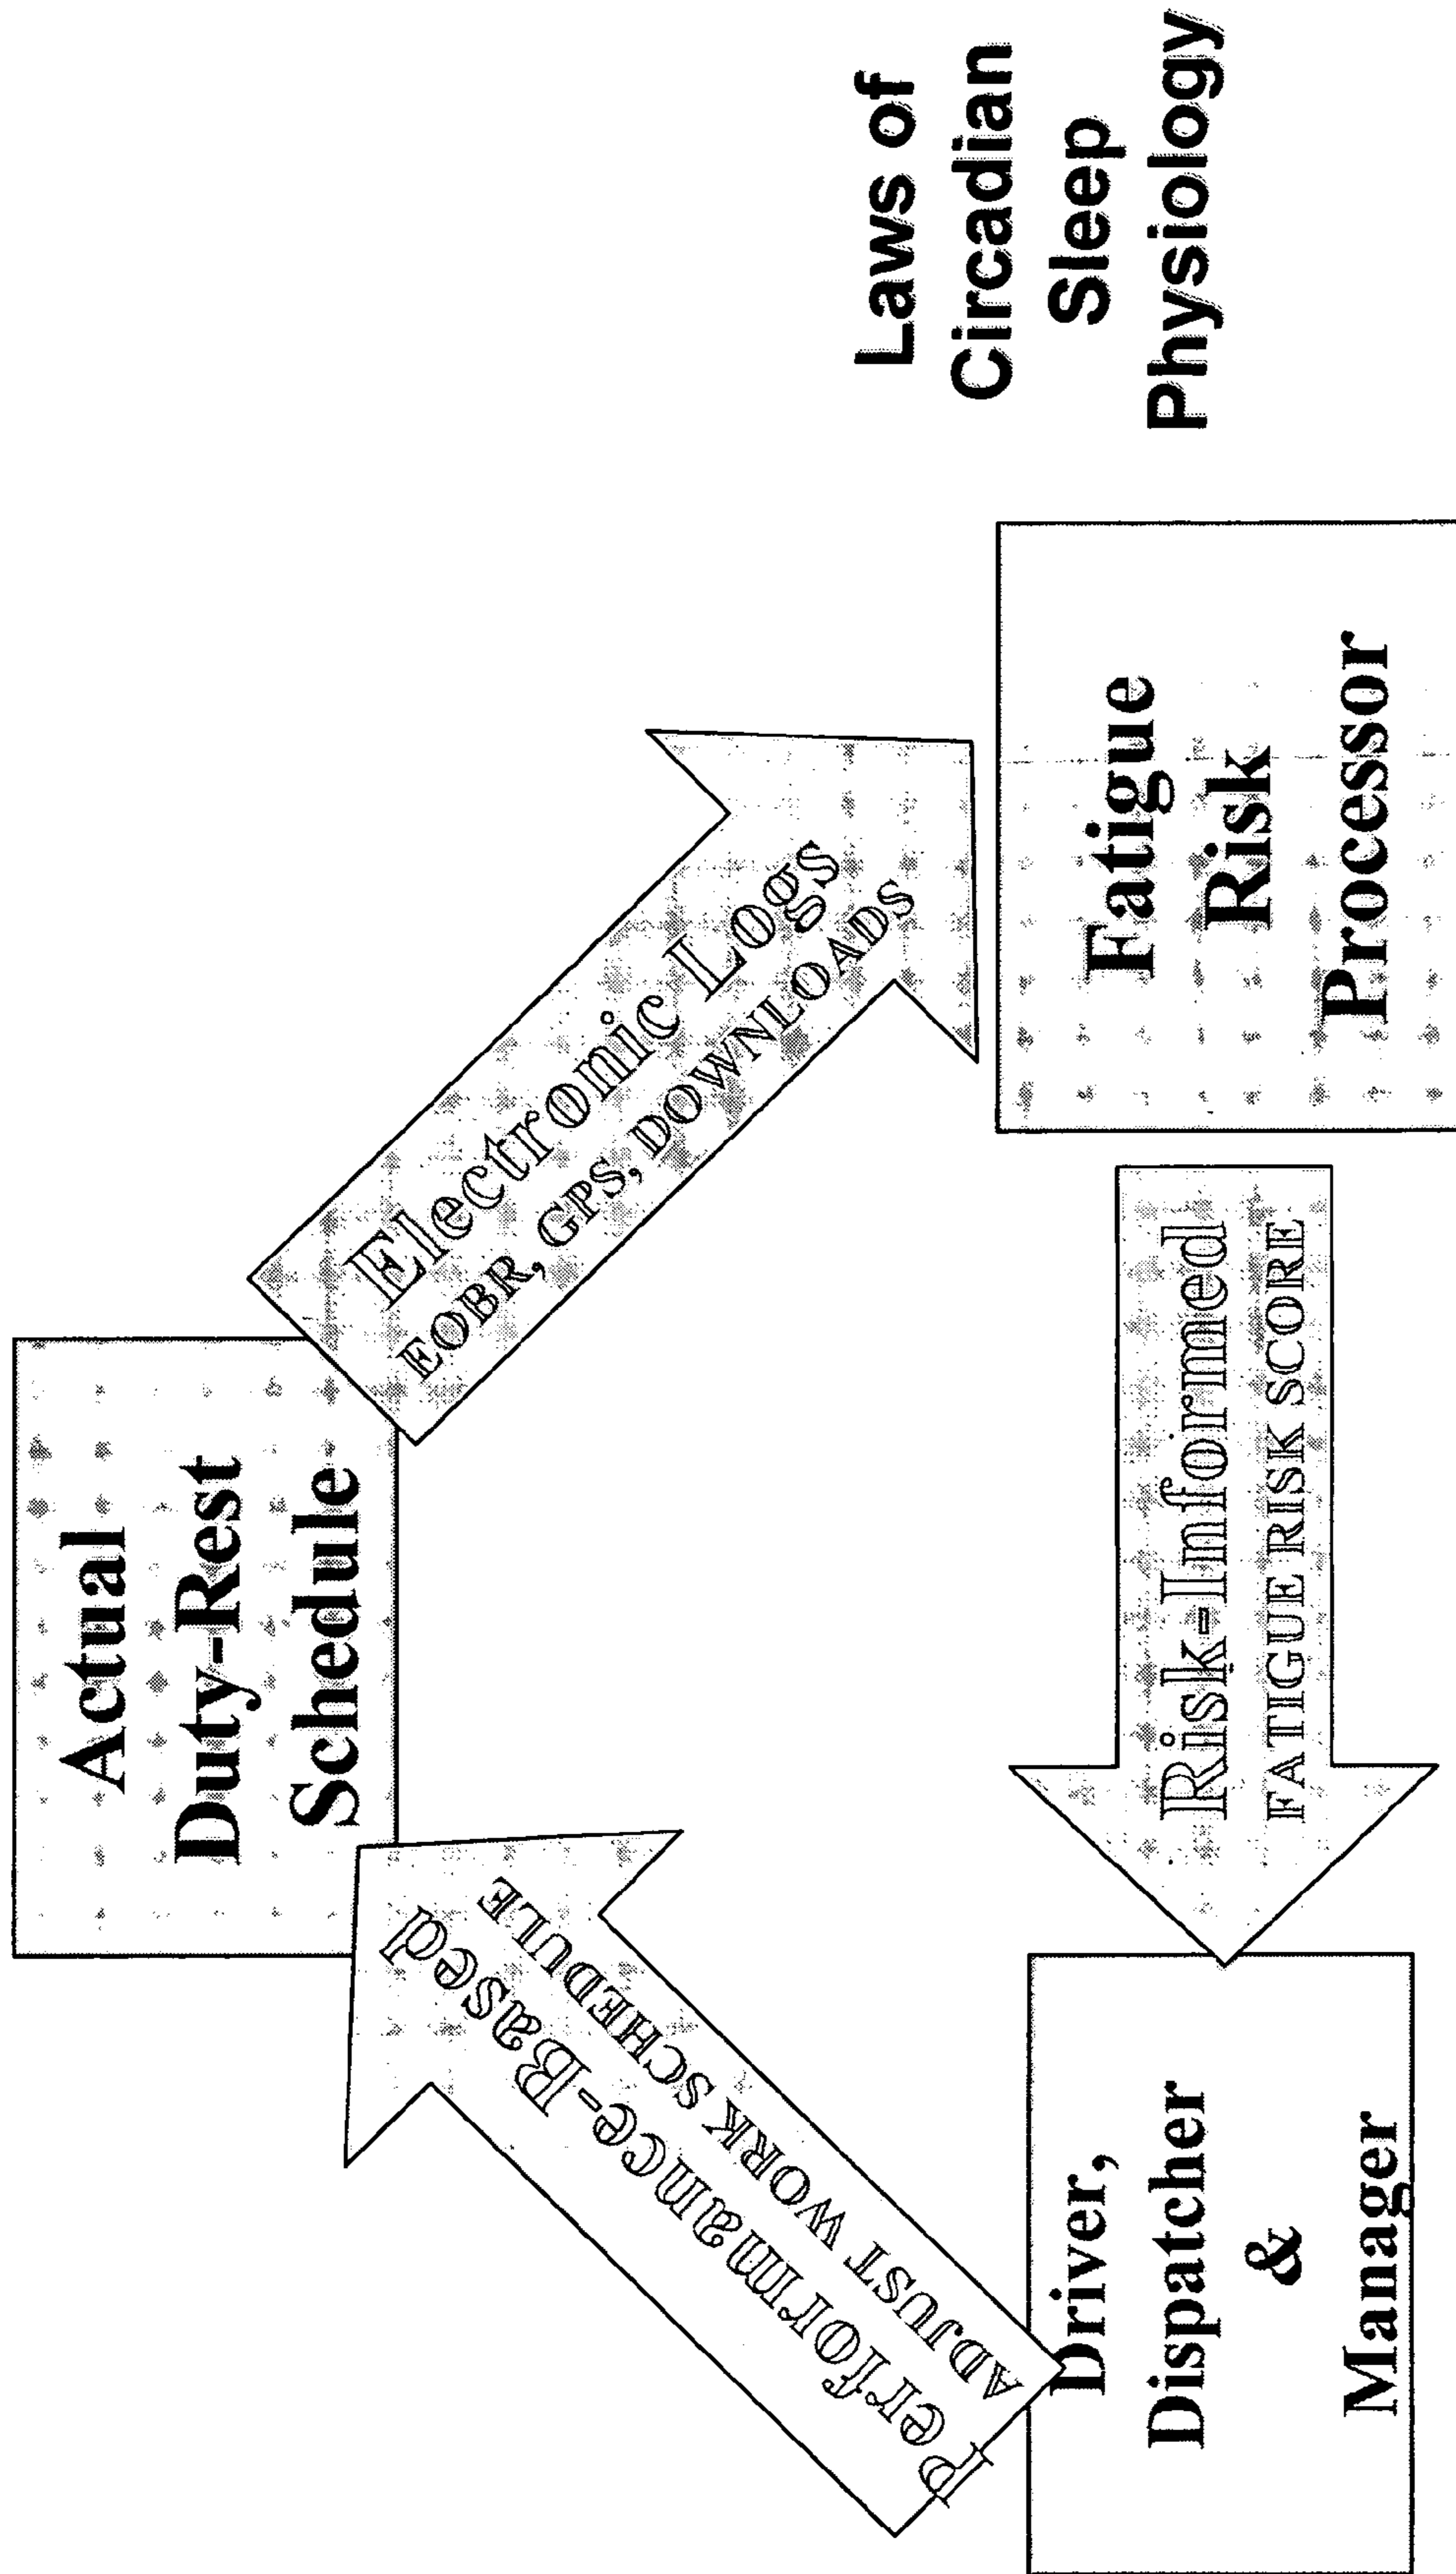 Actual
Duty-Rest
Schedule
Electronic Logs
EOBR, GPS, DOWNLOADS
Fatigue
Risk
Processor
Laws of
Circadian
Sleep
Physiology
Risk-Informed
FATIGUE RISK SCORE
Driver,
Dispatcher
&
Manager
Performance-Based
ADJUST WORK SCHEDULE